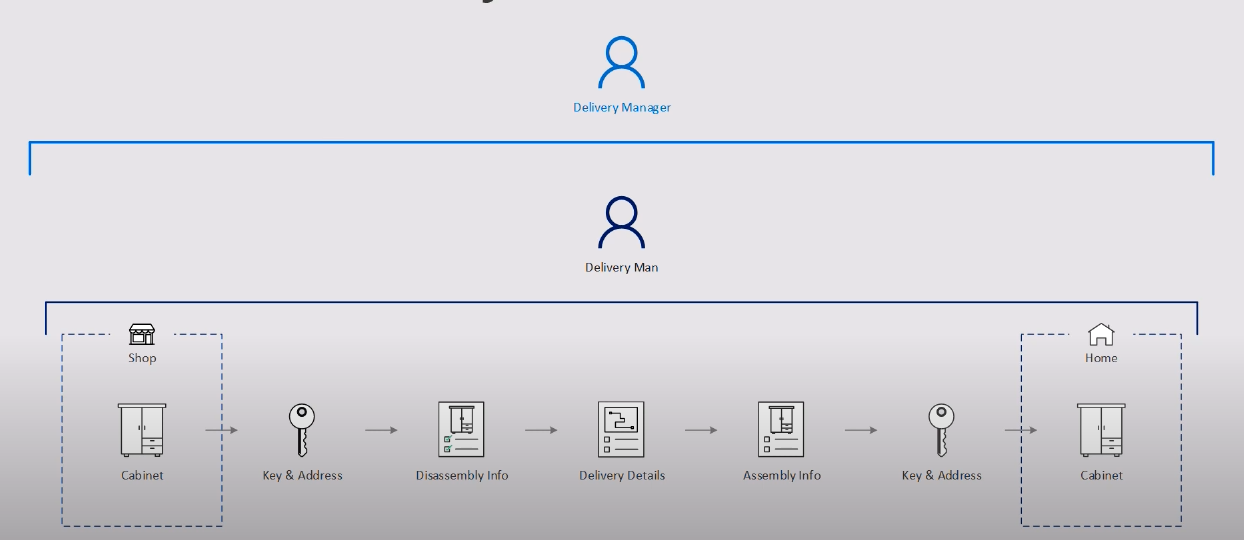 Delivery Manager
Delivery Man
Shop
Home
Cabinet
Key & Address
Disassembly Info
Delivery Details
Assembly Info
Key & Address
Cabinet